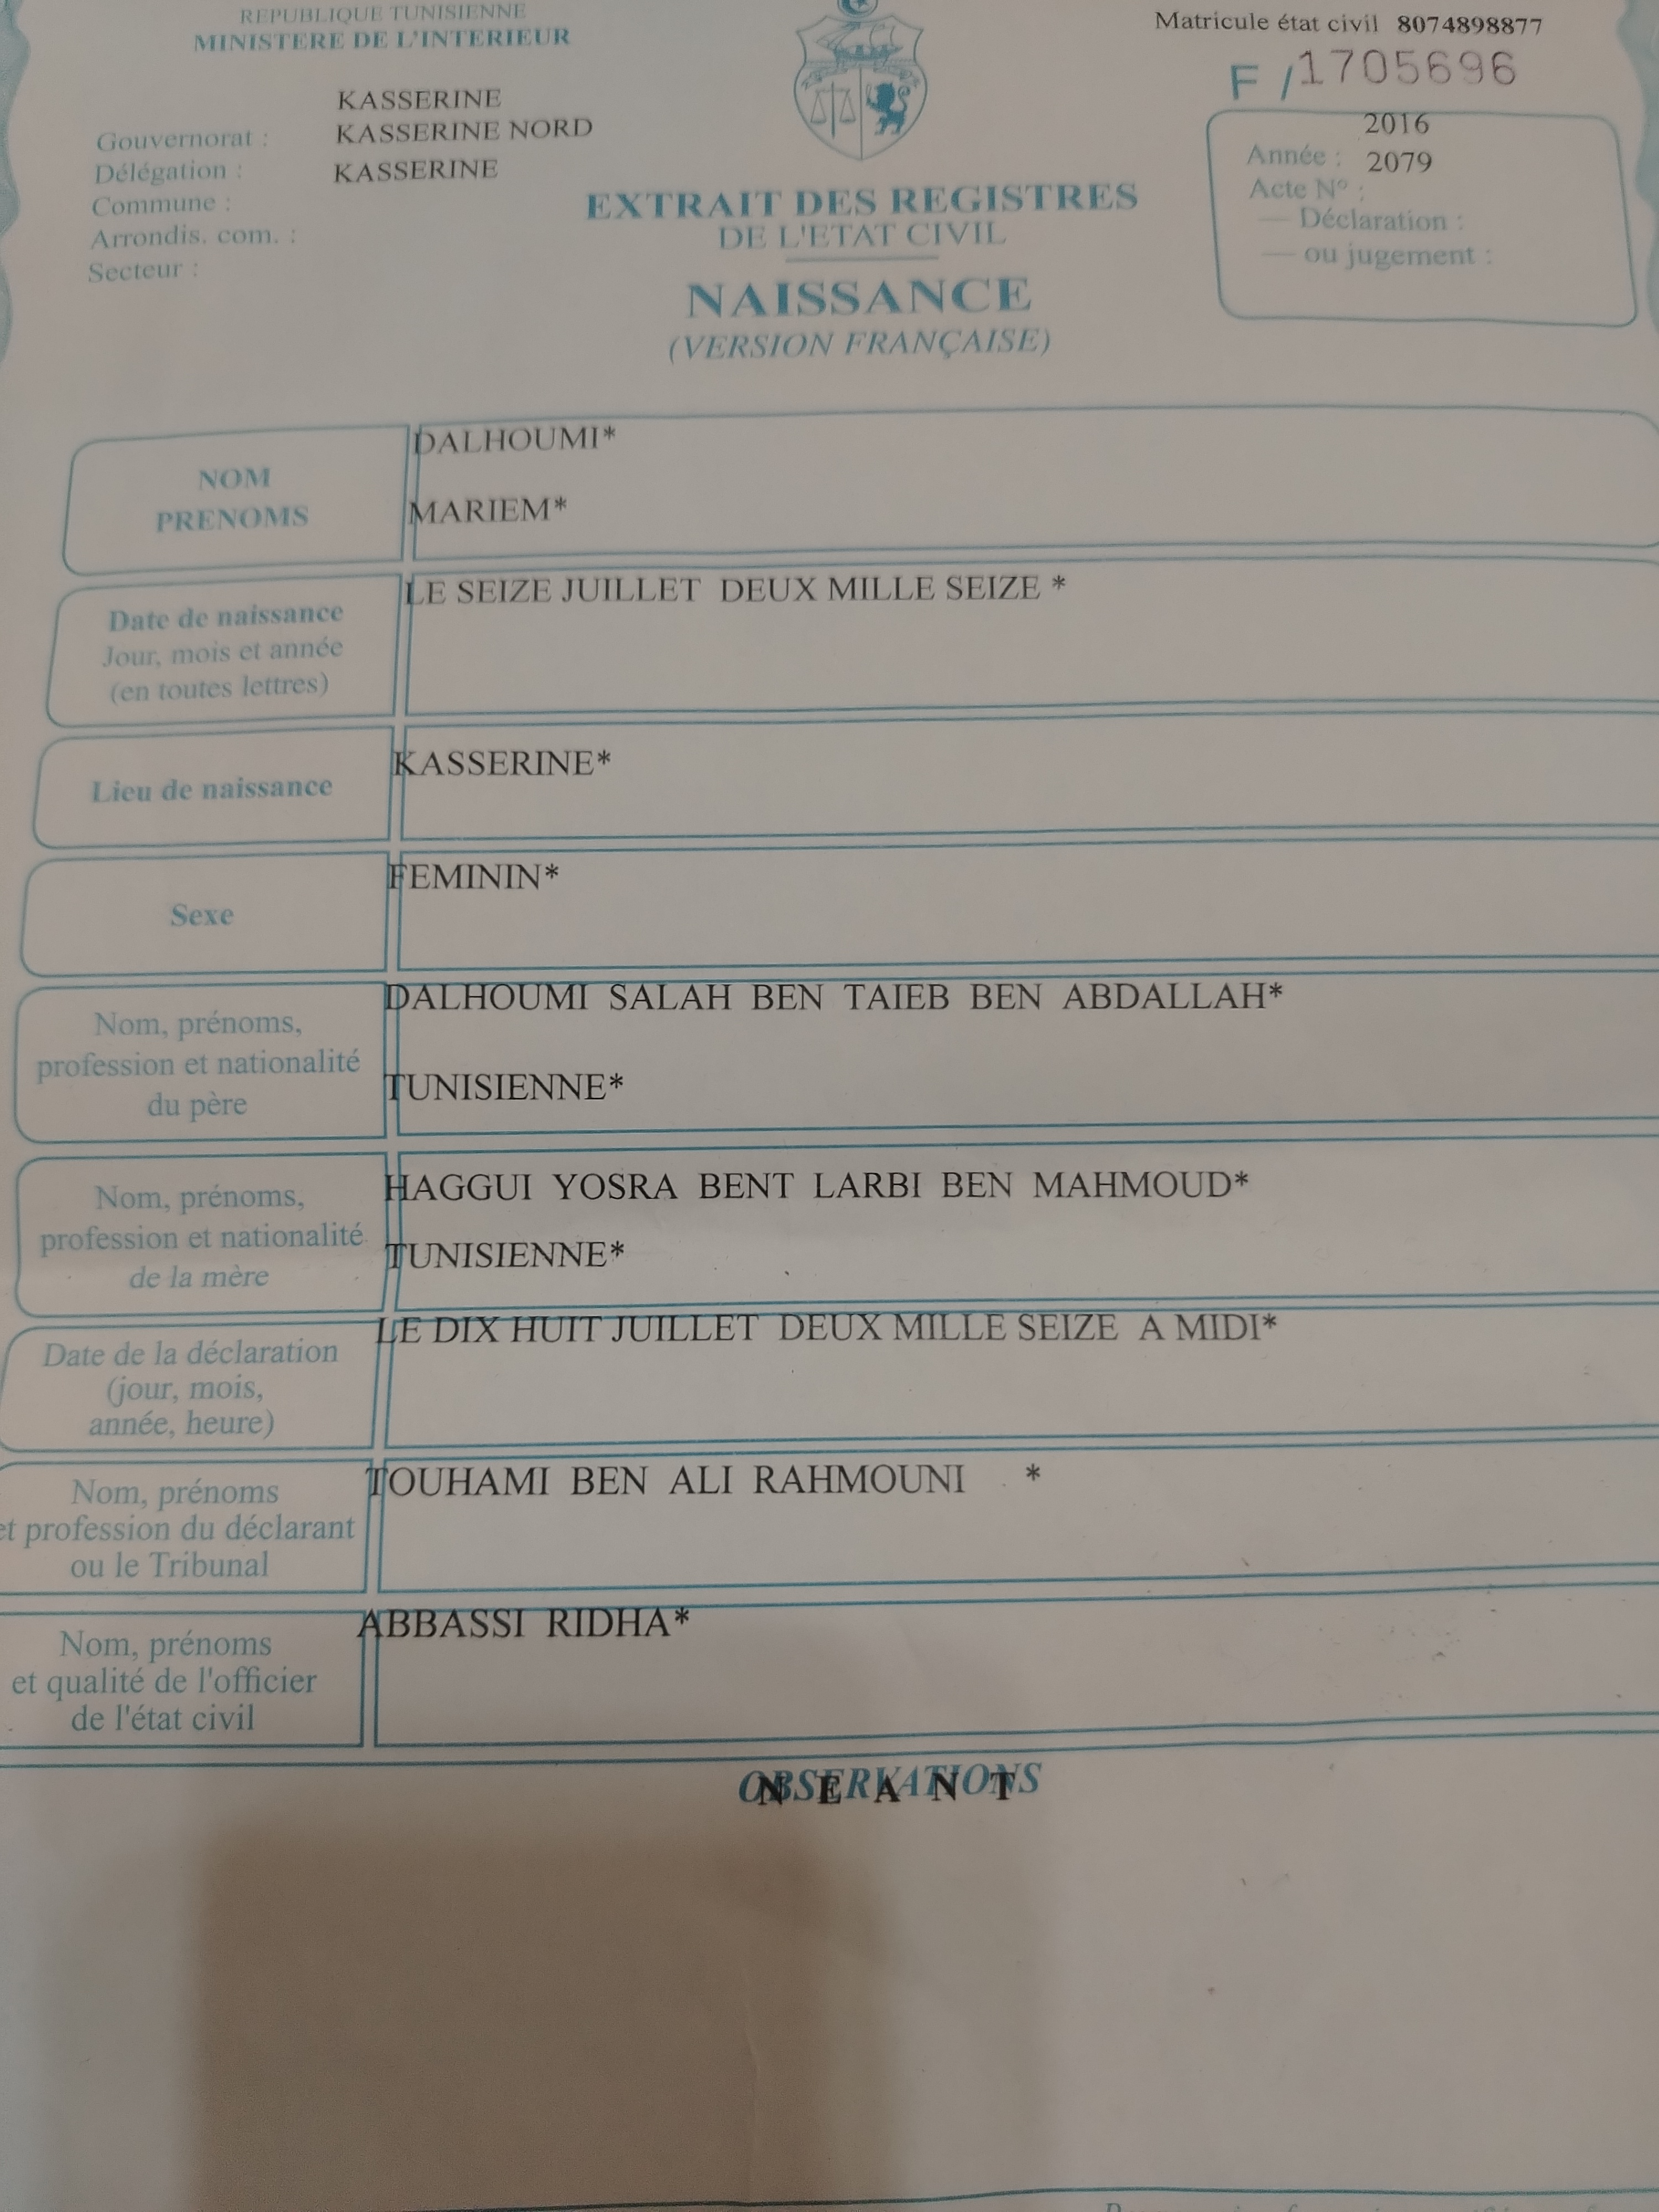 REPUBLIQUE TUNISIENNE
MINISTERE DE L'INTERIEUR
Matricule état civil 8074898877
F /1705696
KASSERINE
Gouvernorat :
KASSERINE NORD
Délégation :
KASSERINE
Commune :
Arrondis. com. :
Secteur :
2016
Année :
2079
Acte Nº :
— Déclaration :
— ou jugement :
EXTRAIT DES REGISTRES
DE L'ETAT CIVIL
NAISSANCE
(VERSION FRANÇAISE)
NOM
PRENOMS
DALHOUMI*
MARIEM*
Date de naissance
Jour, mois et année
(en toutes lettres)
LE SEIZE JUILLET DEUX MILLE SEIZE *
Lieu de naissance
KASSERINE*
Sexe
FEMININ*
Nom, prénoms,
profession et nationalité
du père
DALHOUMI SALAH BEN TAIEB BEN ABDALLAH*
TUNISIENNE*
Nom, prénoms,
profession et nationalité
de la mère
HAGGUI YOSRA BENT LARBI BEN MAHMOUD*
TUNISIENNE*
Date de la déclaration
(jour, mois,
année, heure)
LE DIX HUIT JUILLET DEUX MILLE SEIZE A MIDI*
Nom, prénoms
et profession du déclarant
ou le Tribunal
TOUHAMI BEN ALI RAHMOUNI *
Nom, prénoms
et qualité de l'officier
de l'état civil
ABBASSI RIDHA*
OBSERVATIONS
N E A N T